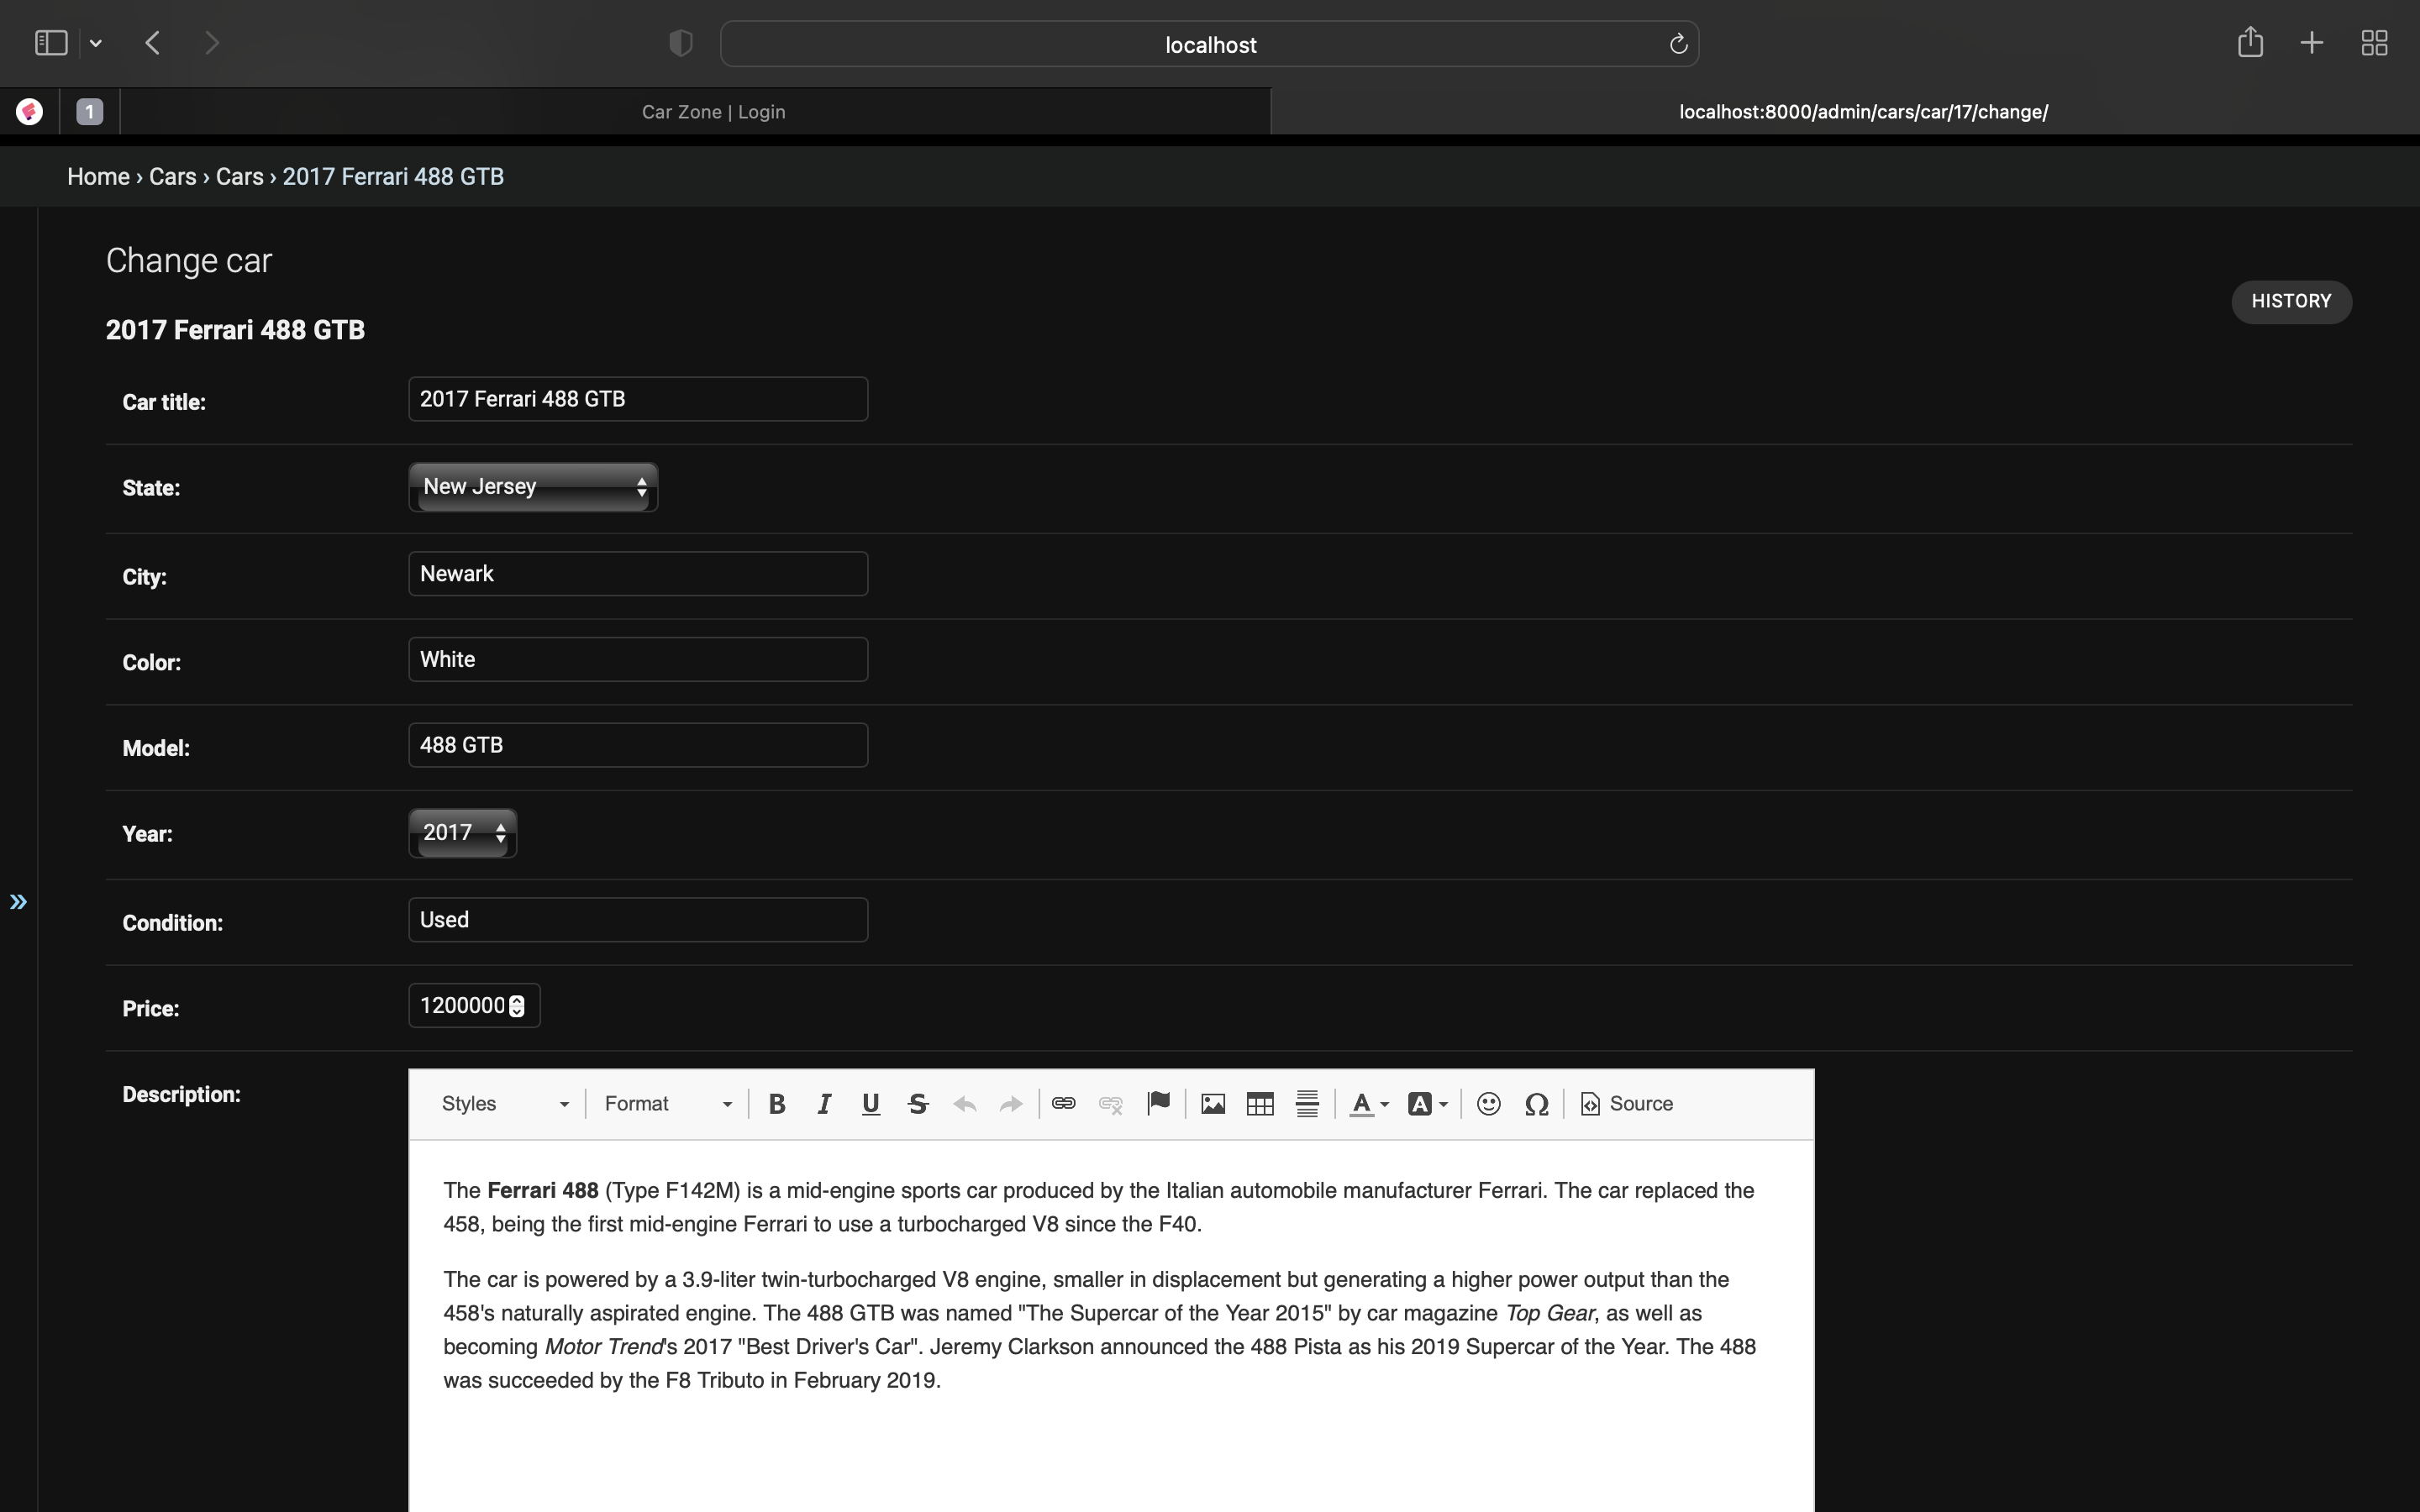 localhost
1
Car Zone | Login
localhost:8000/admin/cars/car/17/change/
Home › Cars › Cars › 2017 Ferrari 488 GTB
Change car
HISTORY
2017 Ferrari 488 GTB
Car title: 2017 Ferrari 488 GTB
State: New Jersey
City: Newark
Color: White
Model: 488 GTB
Year: 2017
»
Condition: Used
Price: 1200000
Description:
Styles Format B I U S A A Ω Source
The Ferrari 488 (Type F142M) is a mid-engine sports car produced by the Italian automobile manufacturer Ferrari. The car replaced the
458, being the first mid-engine Ferrari to use a turbocharged V8 since the F40.
The car is powered by a 3.9-liter twin-turbocharged V8 engine, smaller in displacement but generating a higher power output than the
458's naturally aspirated engine. The 488 GTB was named "The Supercar of the Year 2015" by car magazine Top Gear, as well as
becoming Motor Trend's 2017 "Best Driver's Car". Jeremy Clarkson announced the 488 Pista as his 2019 Supercar of the Year. The 488
was succeeded by the F8 Tributo in February 2019.